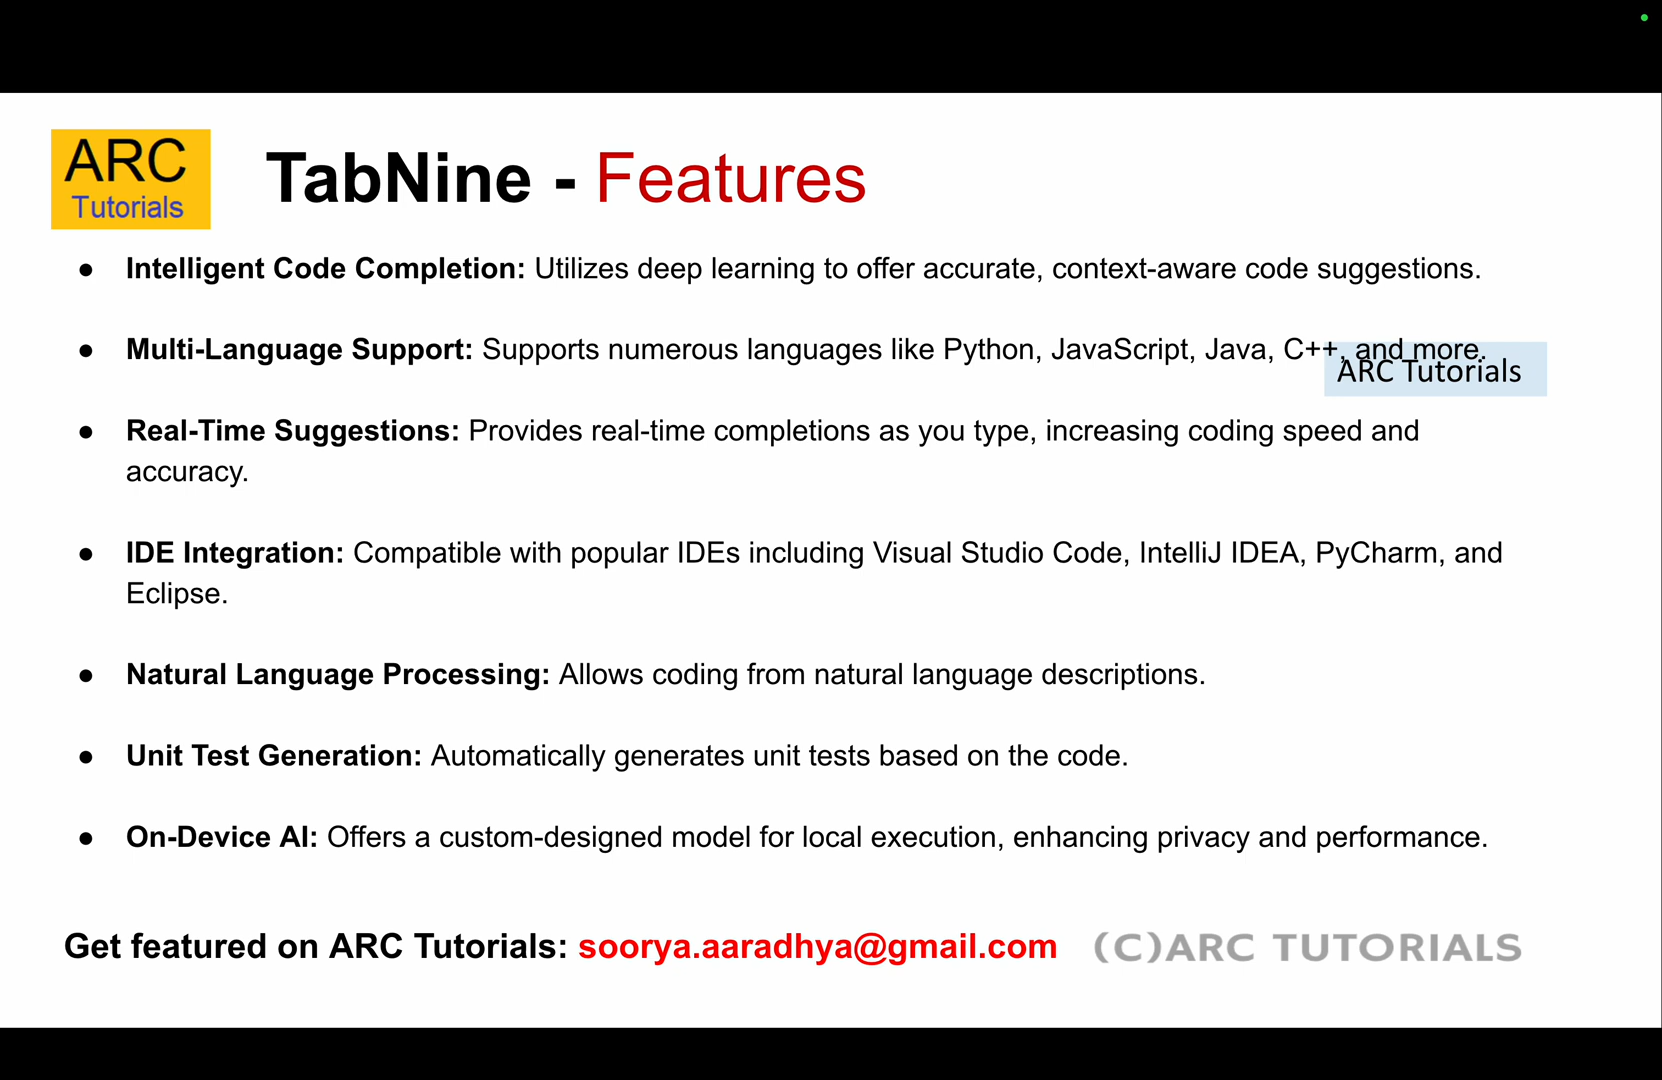 ARC
Tutorials
TabNine - Features
● Intelligent Code Completion: Utilizes deep learning to offer accurate, context-aware code suggestions.
● Multi-Language Support: Supports numerous languages like Python, JavaScript, Java, C++, and more.
ARC Tutorials
● Real-Time Suggestions: Provides real-time completions as you type, increasing coding speed and
accuracy.
● IDE Integration: Compatible with popular IDEs including Visual Studio Code, IntelliJ IDEA, PyCharm, and
Eclipse.
● Natural Language Processing: Allows coding from natural language descriptions.
● Unit Test Generation: Automatically generates unit tests based on the code.
● On-Device AI: Offers a custom-designed model for local execution, enhancing privacy and performance.
Get featured on ARC Tutorials: soorya.aaradhya@gmail.com (C)ARC TUTORIALS